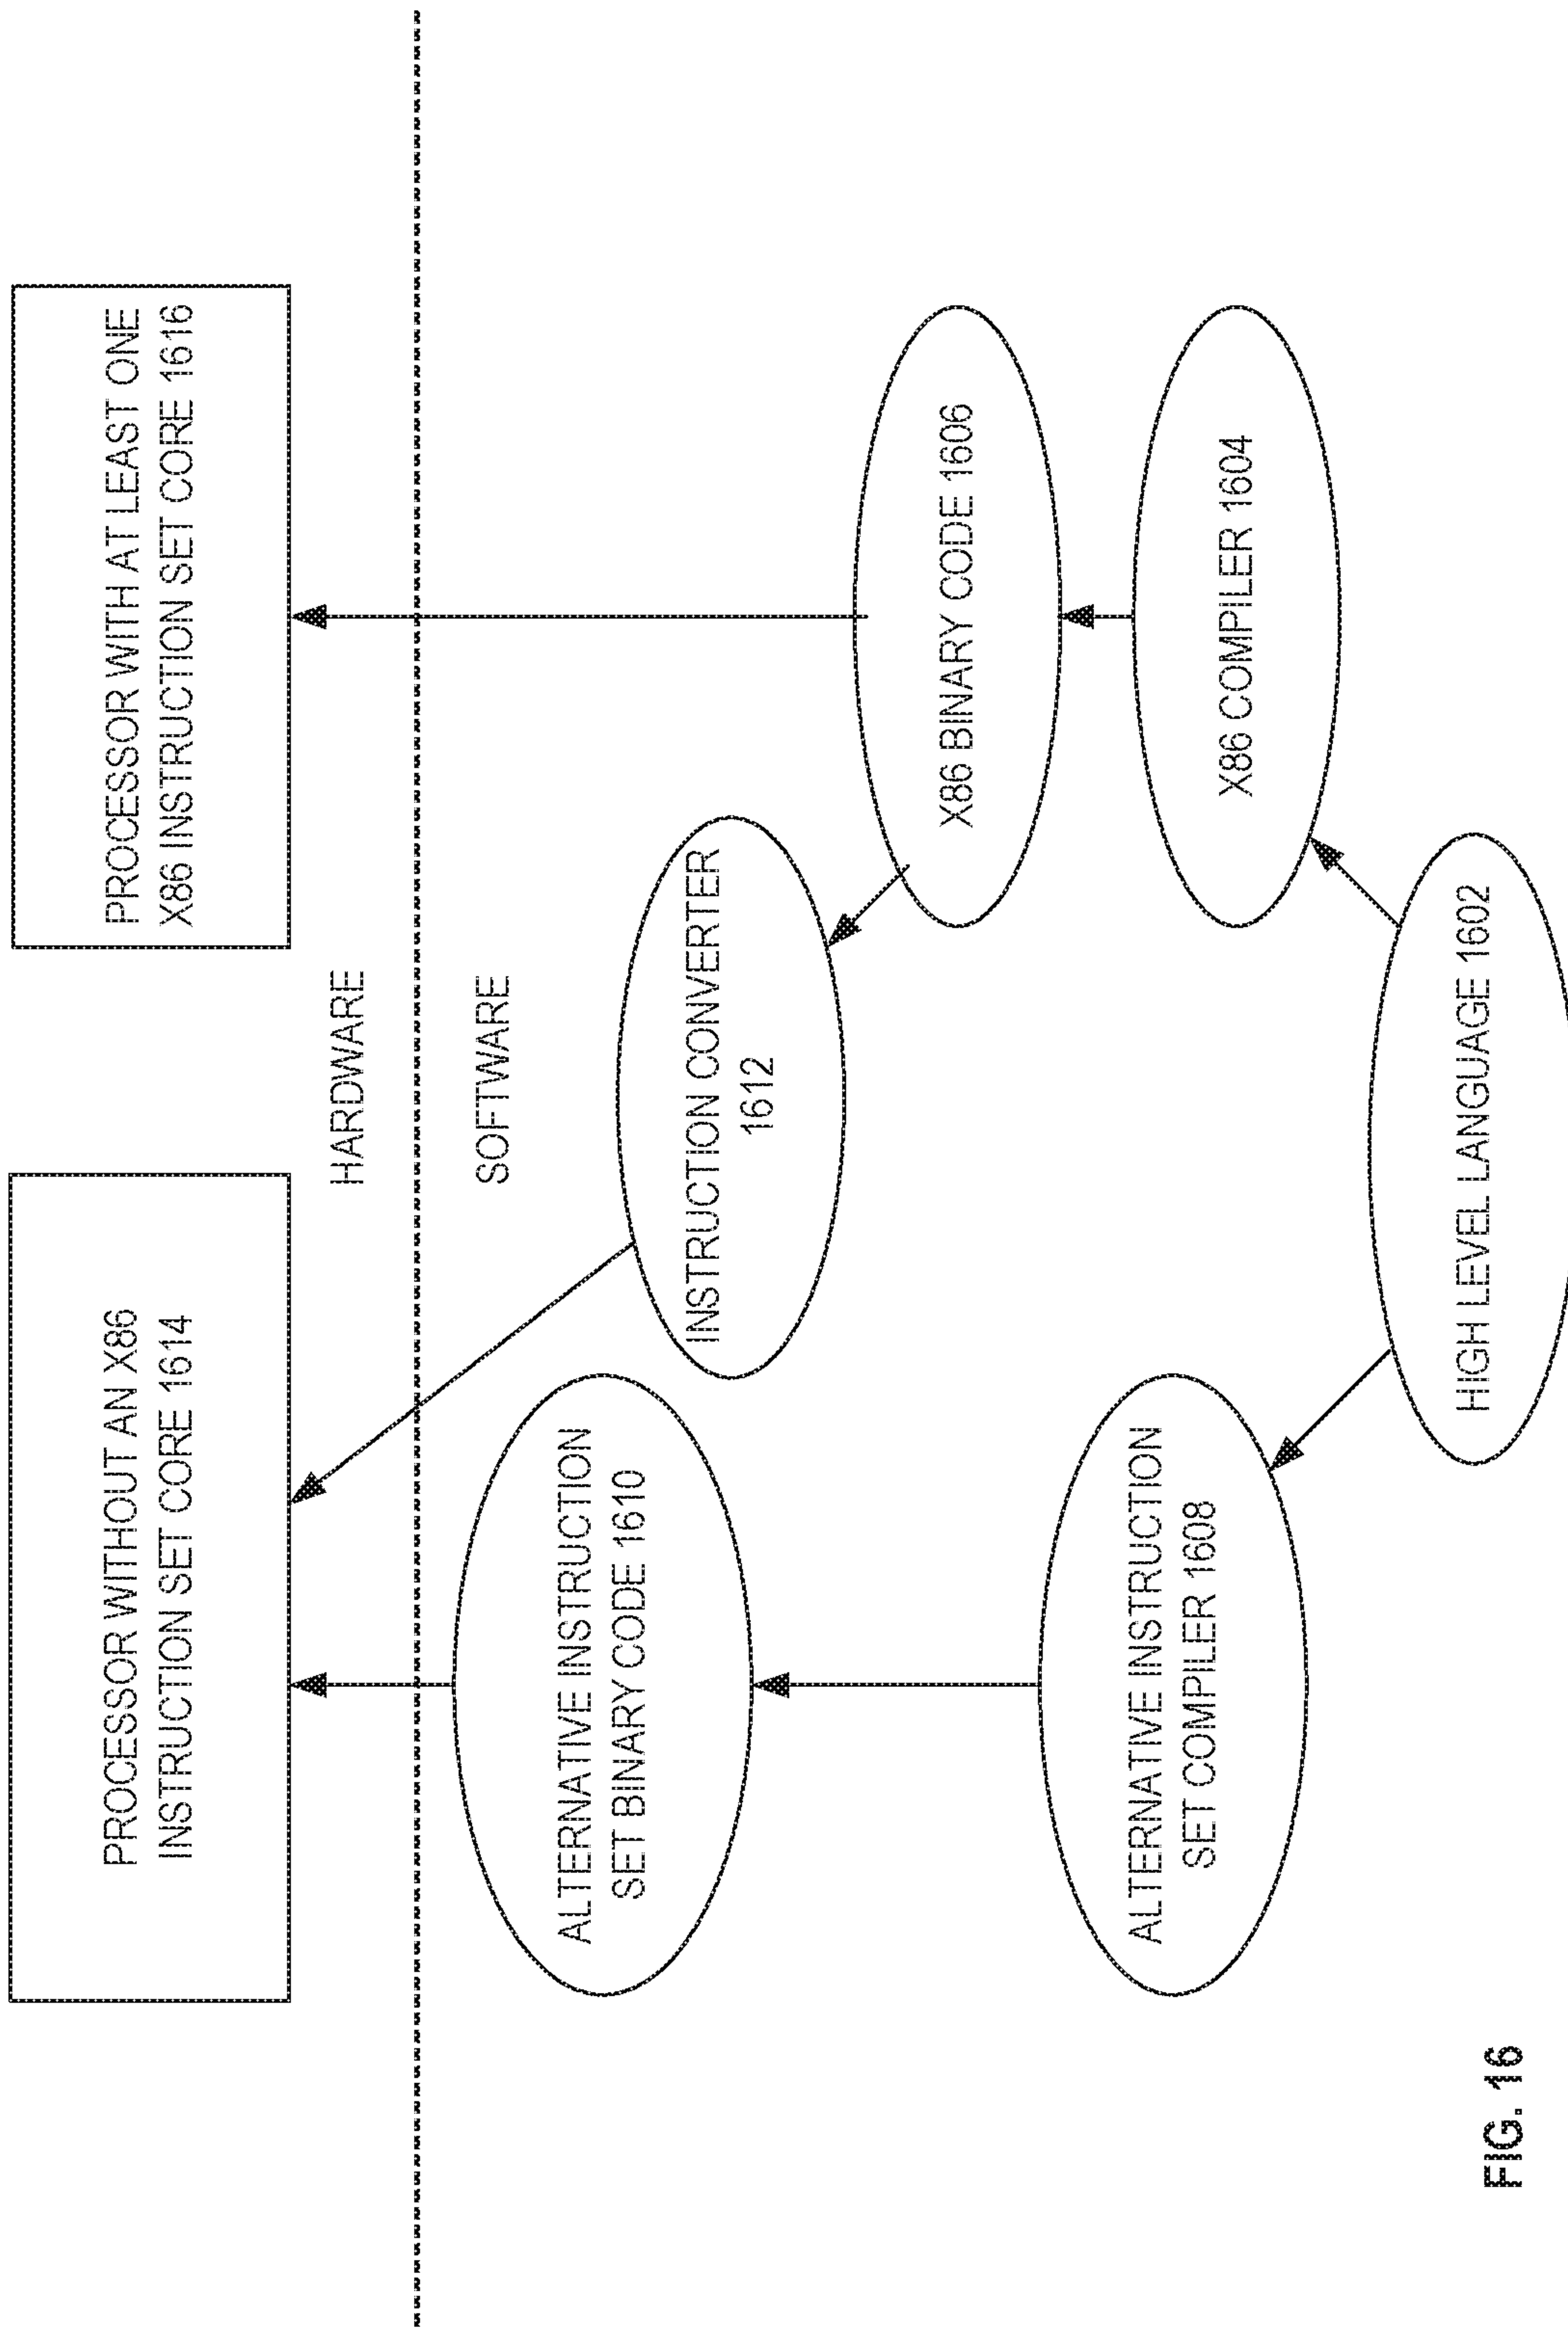 PROCESSOR WITHOUT AN X86
INSTRUCTION SET CORE 1614
PROCESSOR WITH AT LEAST ONE
X86 INSTRUCTION SET CORE 1616
HARDWARE
SOFTWARE
ALTERNATIVE INSTRUCTION
SET BINARY CODE 1610
INSTRUCTION CONVERTER
1612
X86 BINARY CODE 1606
ALTERNATIVE INSTRUCTION
SET COMPILER 1608
X86 COMPILER 1604
HIGH LEVEL LANGUAGE 1602
FIG. 16